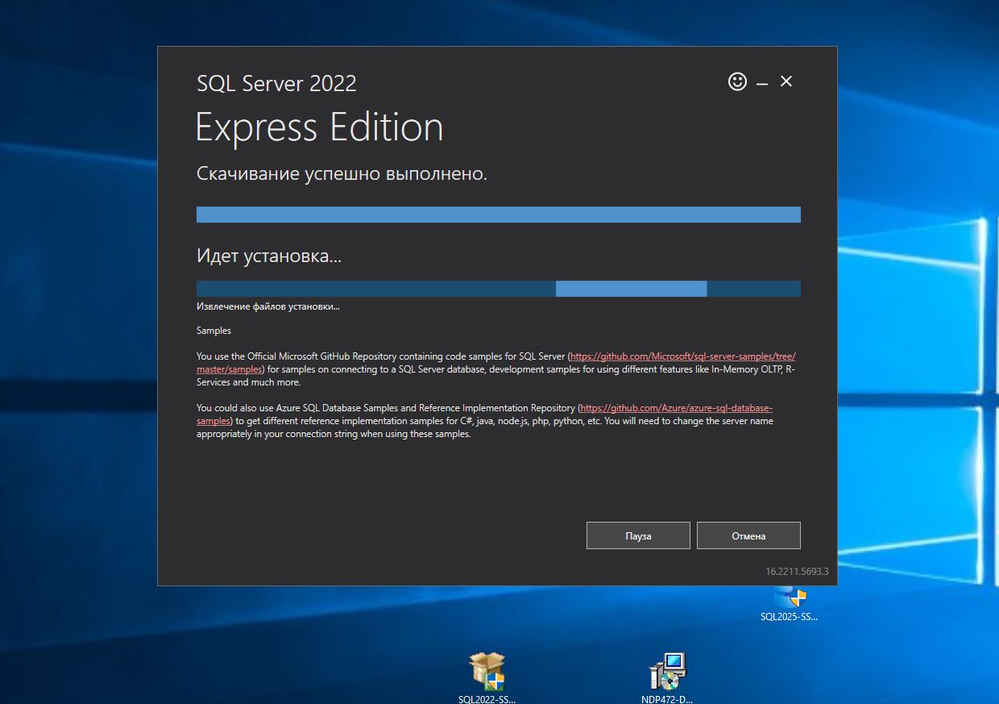 SQL Server 2022
Express Edition
Скачивание успешно выполнено.
Идет установка...
Извлечение файлов установки...
Samples
You use the Official Microsoft GitHub Repository containing code samples for SQL Server (https://github.com/Microsoft/sql-server-samples/tree/
master/samples) for samples on connecting to a SQL Server database, development samples for using different features like In-Memory OLTP, R-
Services and much more.
You could also use Azure SQL Database Samples and Reference Implementation Repository (https://github.com/Azure/azure-sql-database-
samples) to get different reference implementation samples for C#, java, node.js, php, python, etc. You will need to change the server name
appropriately in your connection string when using these samples.
Пауза
Отмена
16.2211.5693.3
SQL2025-SS...
SQL2022-SS...
NDP472-D...